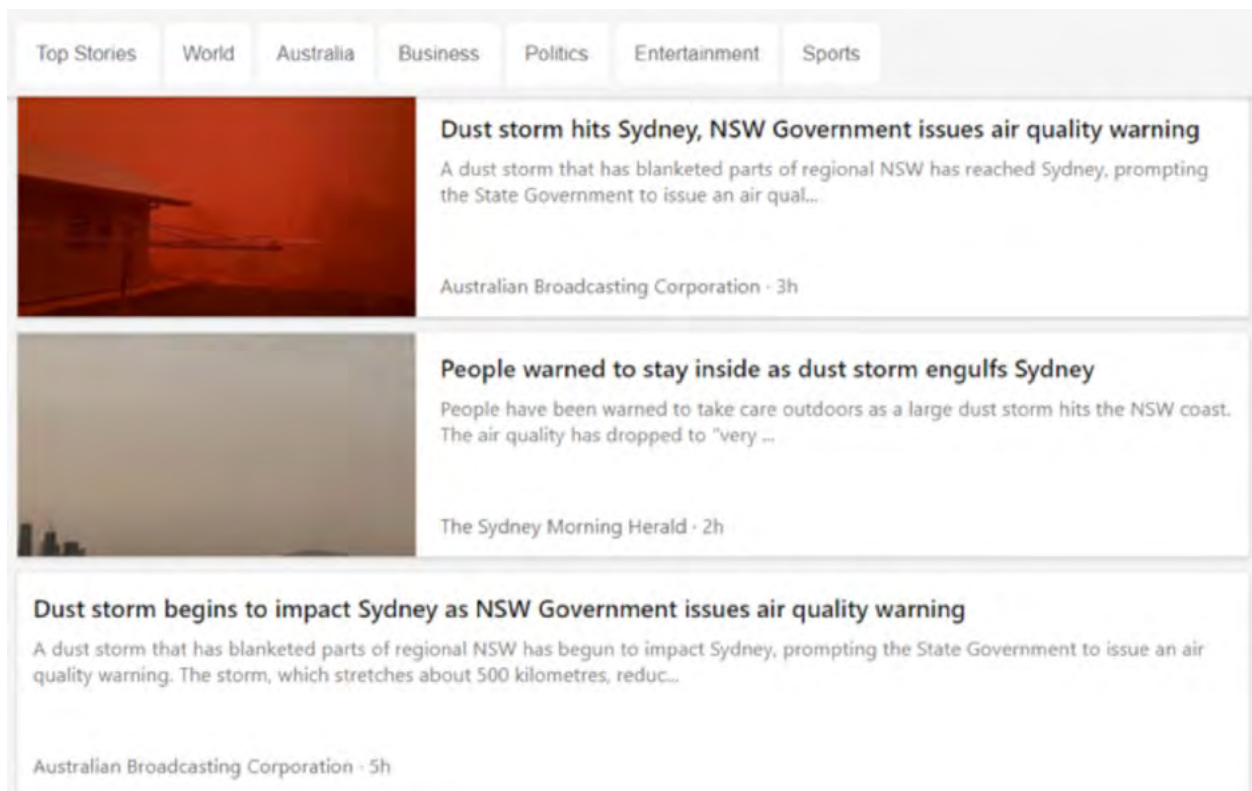 Top Stories World Australia Business Politics Entertainment Sports
Dust storm hits Sydney, NSW Government issues air quality warning
A dust storm that has blanketed parts of regional NSW has reached Sydney, prompting
the State Government to issue an air qual...
Australian Broadcasting Corporation · 3h
People warned to stay inside as dust storm engulfs Sydney
People have been warned to take care outdoors as a large dust storm hits the NSW coast.
The air quality has dropped to "very ...
The Sydney Morning Herald · 2h
Dust storm begins to impact Sydney as NSW Government issues air quality warning
A dust storm that has blanketed parts of regional NSW has begun to impact Sydney, prompting the State Government to issue an air
quality warning. The storm, which stretches about 500 kilometres, reduc...
Australian Broadcasting Corporation · 5h